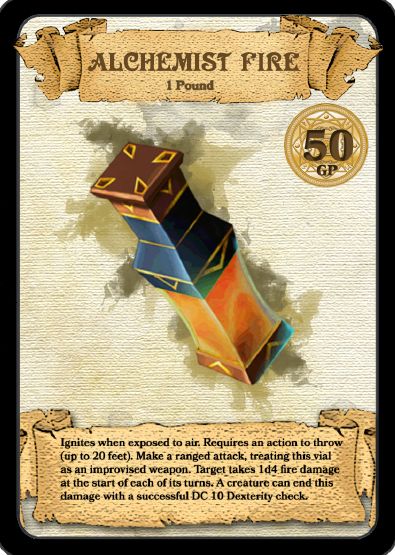 ALCHEMIST FIRE
1 Pound
50
GP
Ignites when exposed to air. Requires an action to throw
(up to 20 feet). Make a ranged attack, treating this vial
as an improvised weapon. Target takes 1d4 fire damage
at the start of each of its turns. A creature can end this
damage with a successful DC 10 Dexterity check.